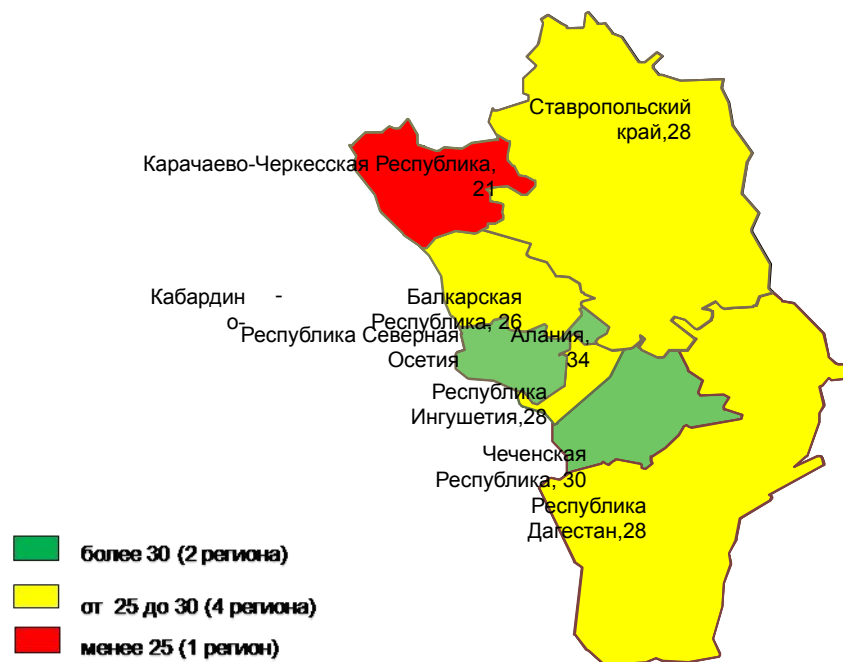 Ставропольский
край,28
Карачаево-Черкесская Республика,
21
Кабардин -
о-
Балкарская
Республика, 26
Республика Северная
Осетия
Алания,
34
Республика
Ингушетия,28
Чеченская
Республика, 30
Республика
Дагестан,28
более 30 (2 региона)
от 25 до 30 (4 региона)
менее 25 (1 регион)